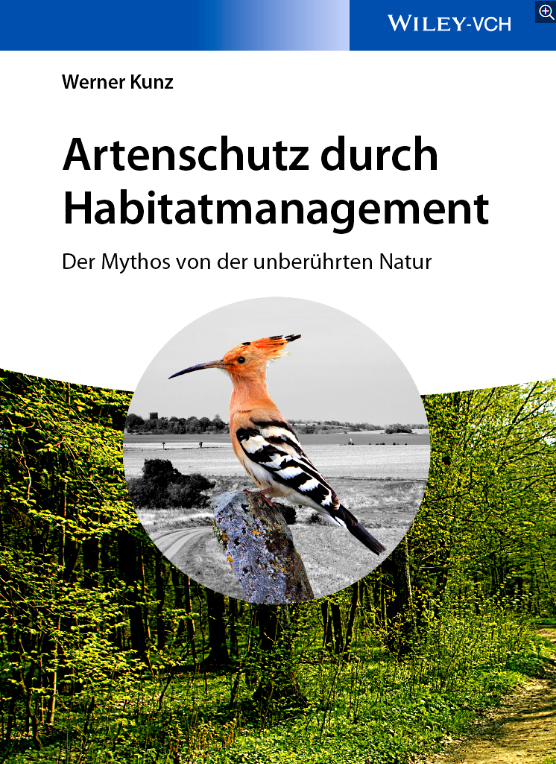 WILEY-VCH
Werner Kunz
Artenschutz durch
Habitatmanagement
Der Mythos von der unberührten Natur